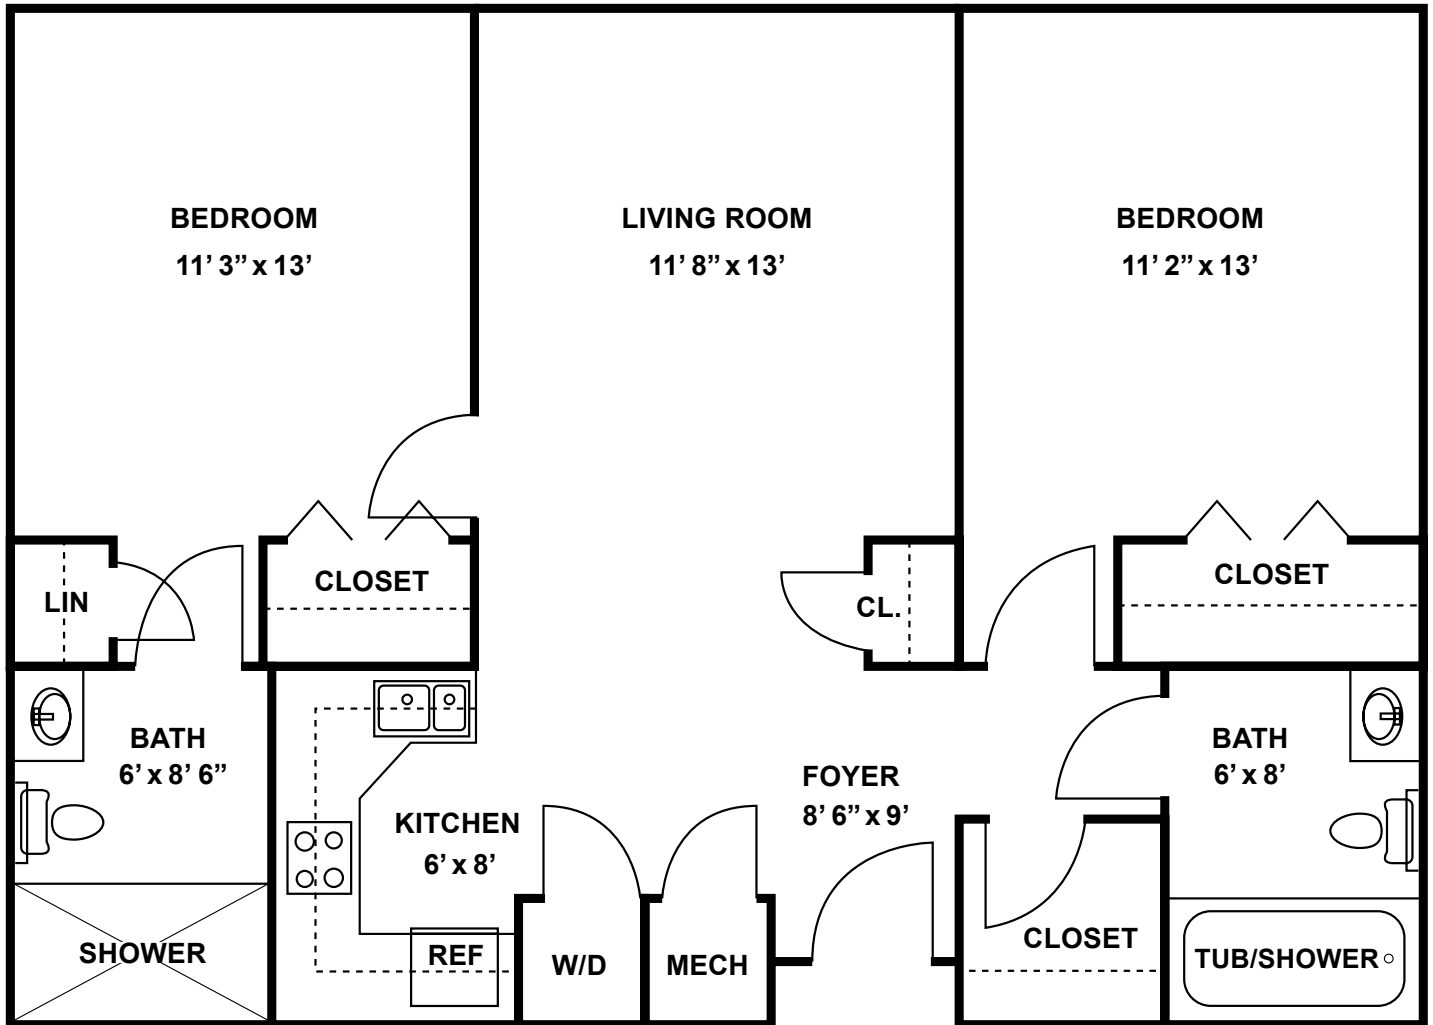 BEDROOM
11’ 3” x 13’
LIVING ROOM
11’ 8” x 13’
BEDROOM
11’ 2” x 13’
LIN
CLOSET
CL.
CLOSET
BATH
6’ x 8’ 6”
KITCHEN
6’ x 8’
FOYER
8’ 6” x 9’
BATH
6’ x 8’
SHOWER
REF
W/D
MECH
CLOSET
TUB/SHOWER